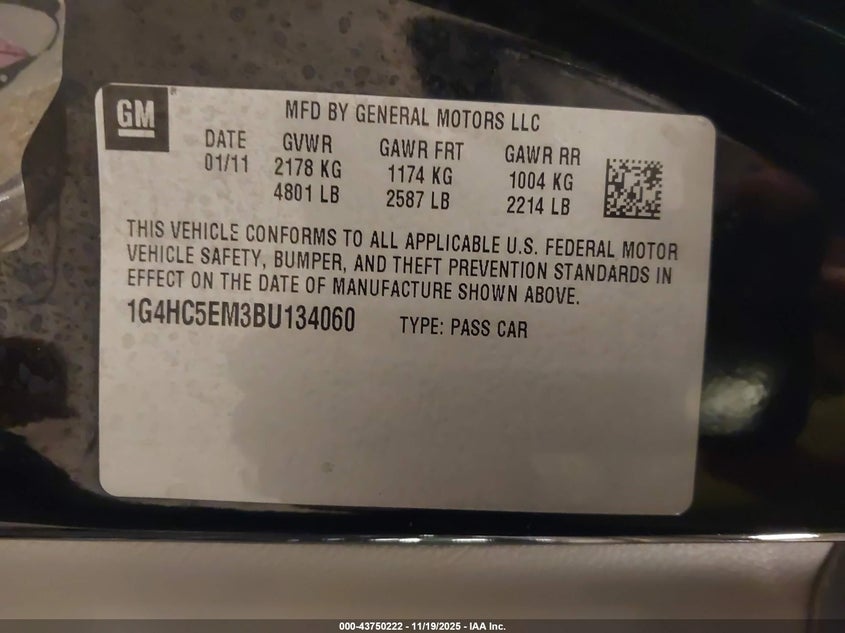 GM
MFD BY GENERAL MOTORS LLC
DATE GVWR GAWR FRT GAWR RR
01/11 2178 KG 1174 KG 1004 KG
4801 LB 2587 LB 2214 LB
THIS VEHICLE CONFORMS TO ALL APPLICABLE U.S. FEDERAL MOTOR
VEHICLE SAFETY, BUMPER, AND THEFT PREVENTION STANDARDS IN
EFFECT ON THE DATE OF MANUFACTURE SHOWN ABOVE.
1G4HC5EM3BU134060 TYPE: PASS CAR
000-43750222 - 11/19/2025 - IAA Inc.